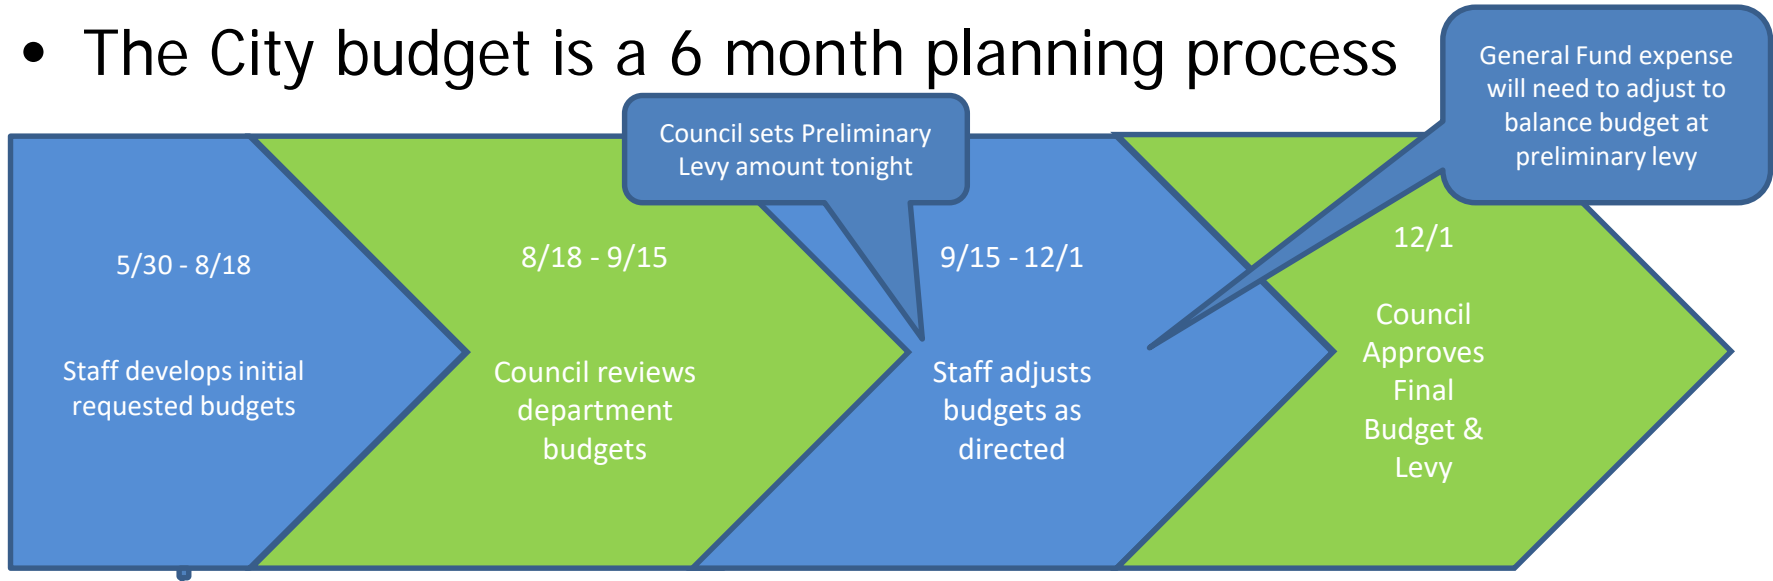 • The City budget is a 6 month planning process
General Fund expense
will need to adjust to
balance budget at
preliminary levy
Council sets Preliminary
Levy amount tonight
5/30 - 8/18
Staff develops initial
requested budgets
8/18 - 9/15
Council reviews
department
budgets
9/15 - 12/1
Staff adjusts
budgets as
directed
12/1
Council
Approves
Final
Budget &
Levy